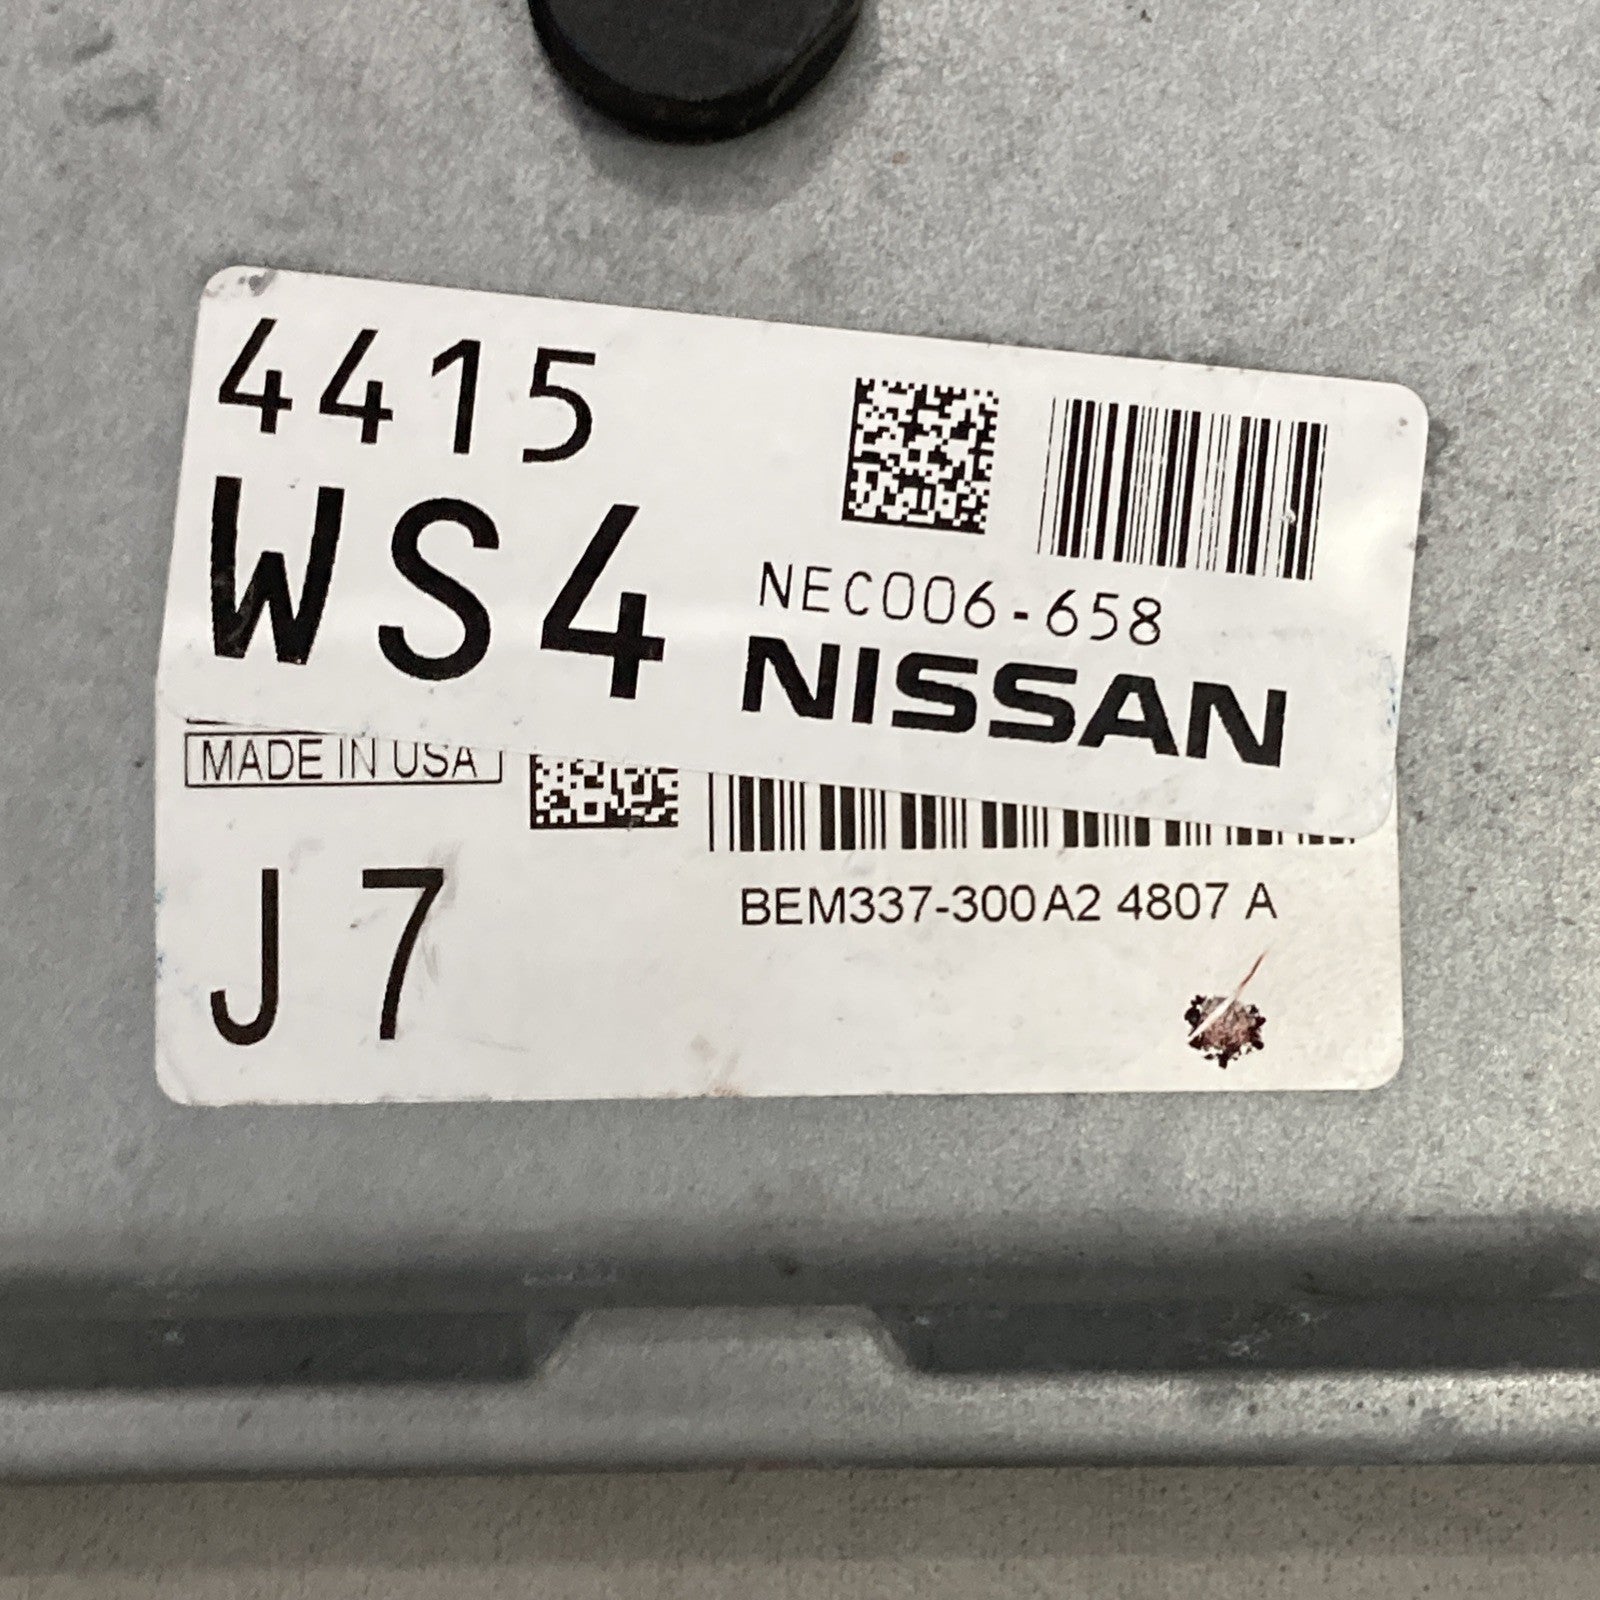 4415
WS4
NEC006-658
NISSAN
MADE IN USA
J7
BEM337-300 A2 4807 A